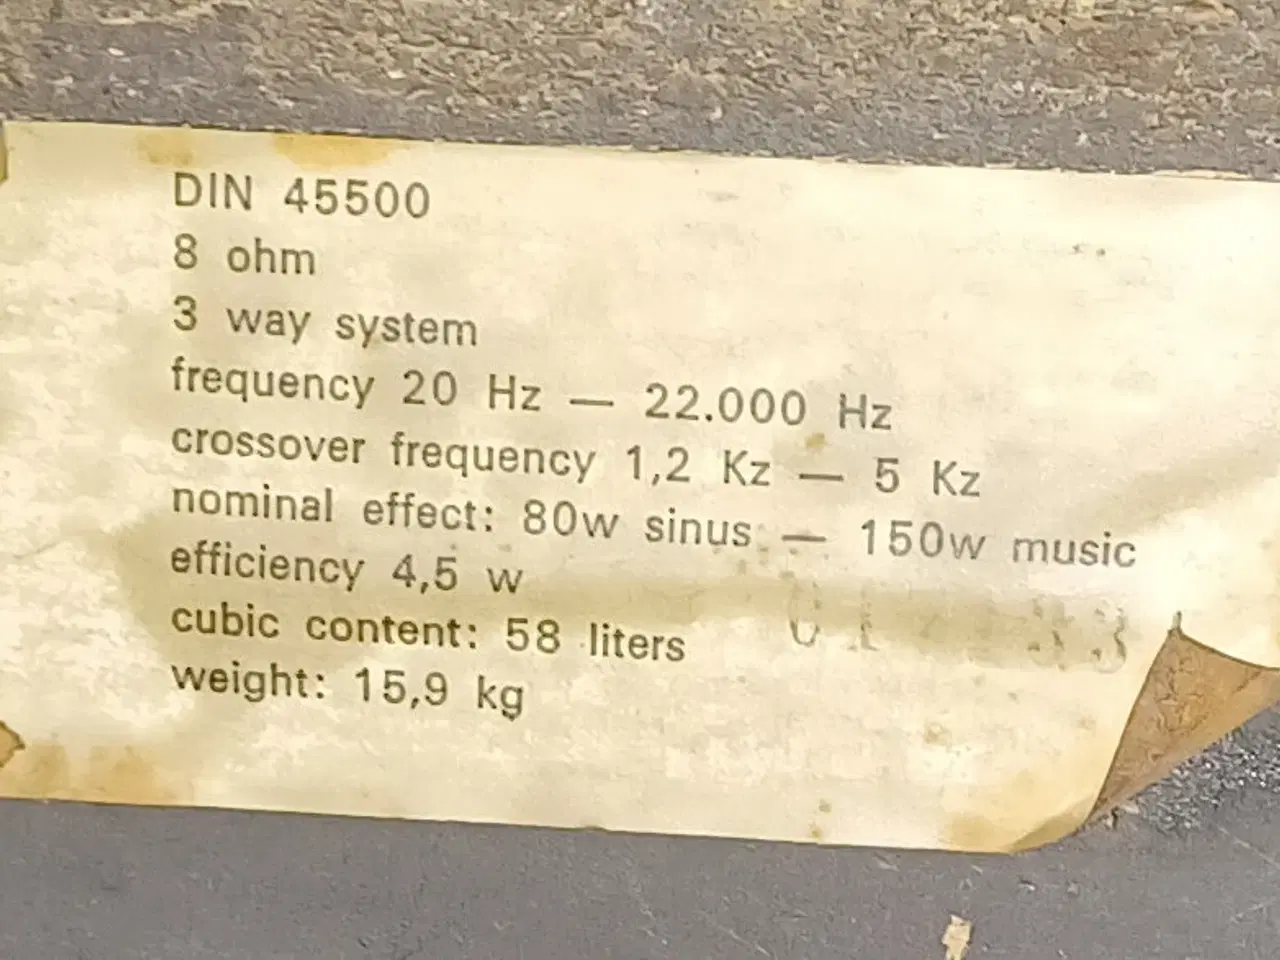 DIN 45500
8 ohm
3 way system
frequency 20 Hz — 22.000 Hz
crossover frequency 1,2 Kz — 5 Kz
nominal effect: 80w sinus — 150w music
efficiency 4,5 w
cubic content: 58 liters
weight: 15,9 kg